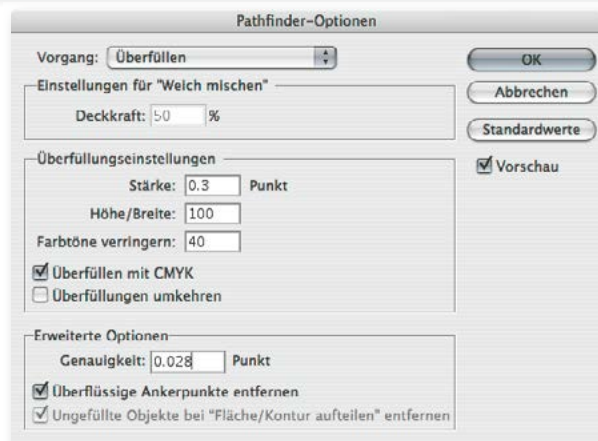 Pathfinder-Optionen
Vorgang: Überfüllen
Einstellungen für "Weich mischen"
Deckkraft: 50 %
Überfüllungseinstellungen
Stärke: 0.3 Punkt
Höhe/Breite: 100
Farbtöne verringern: 40
Überfüllen mit CMYK
Überfüllungen umkehren
Erweiterte Optionen
Genauigkeit: 0.028 Punkt
Überflüssige Ankerpunkte entfernen
Ungefüllte Objekte bei "Fläche/Kontur aufteilen" entfernen
OK
Abbrechen
Standardwerte
Vorschau